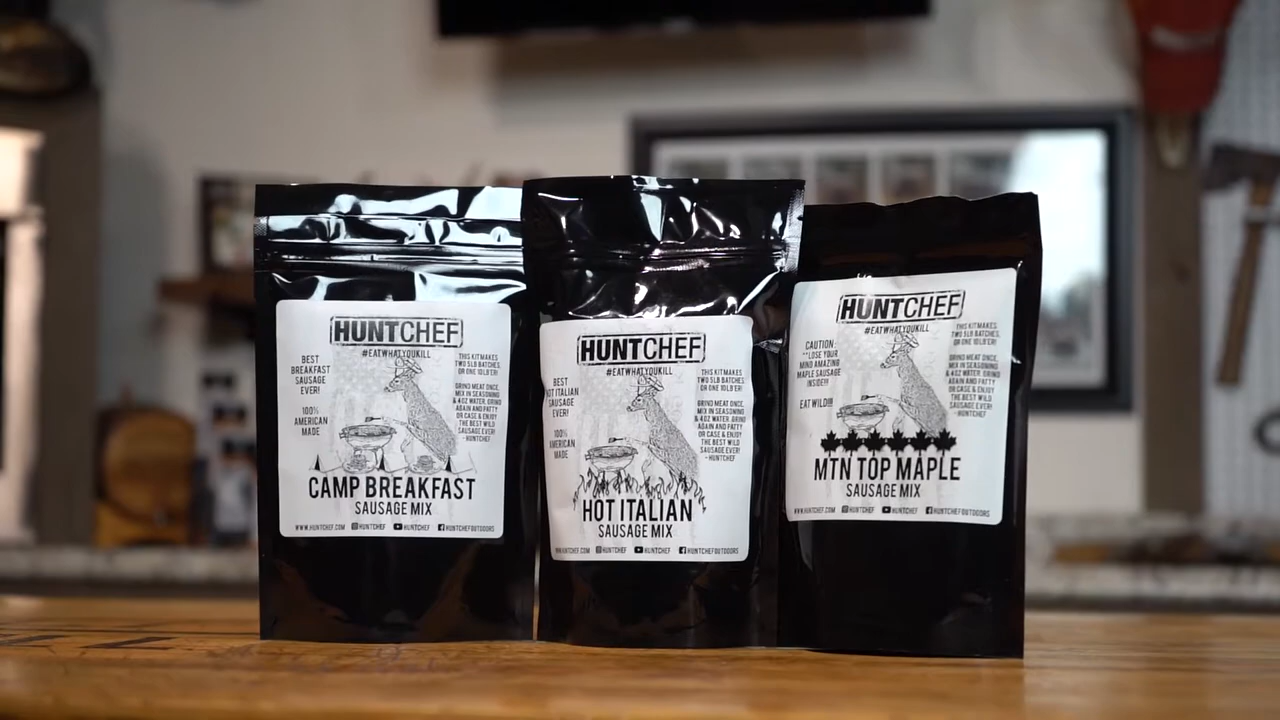 HUNTCHEF
#EATWHATYOUKILL
BEST
BREAKFAST
SAUSAGE
EVER!
100%
AMERICAN
MADE
THIS KIT MAKES
TWO 5LB BATCHES,
OR ONE 10LB'ER!
GRIND MEAT ONCE,
MIX IN SEASONING
& 4OZ WATER. GRIND
AGAIN AND PATTY
OR CASE & ENJOY
THE BEST WILD
SAUSAGE EVER!
- HUNTCHEF
CAMP BREAKFAST
SAUSAGE MIX
WWW.HUNTCHEF.COM HUNTCHEF HUNTCHEF HUNTCHEFOUTDOORS
HUNTCHEF
#EATWHATYOUKILL
BEST
HOT ITALIAN
SAUSAGE
EVER!
100%
AMERICAN
MADE
THIS KIT MAKES
TWO 5LB BATCHES,
OR ONE 10LB'ER!
GRIND MEAT ONCE,
MIX IN SEASONING
& 4OZ WATER. GRIND
AGAIN AND PATTY
OR CASE & ENJOY
THE BEST WILD
SAUSAGE EVER!
- HUNTCHEF
HOT ITALIAN
SAUSAGE MIX
WWW.HUNTCHEF.COM HUNTCHEF HUNTCHEF HUNTCHEFOUTDOORS
HUNTCHEF
#EATWHATYOUKILL
CAUTION:
**LOSE YOUR
MIND AMAZING
MAPLE SAUSAGE
INSIDE!!!
EAT WILD!!!
THIS KIT MAKES
TWO 5LB BATCHES,
OR ONE 10LB'ER!
GRIND MEAT ONCE,
MIX IN SEASONING
& 4OZ WATER. GRIND
AGAIN AND PATTY
OR CASE & ENJOY
THE BEST WILD
SAUSAGE EVER!
- HUNTCHEF
MTN TOP MAPLE
SAUSAGE MIX
WWW.HUNTCHEF.COM HUNTCHEF HUNTCHEF HUNTCHEFOUTDOORS